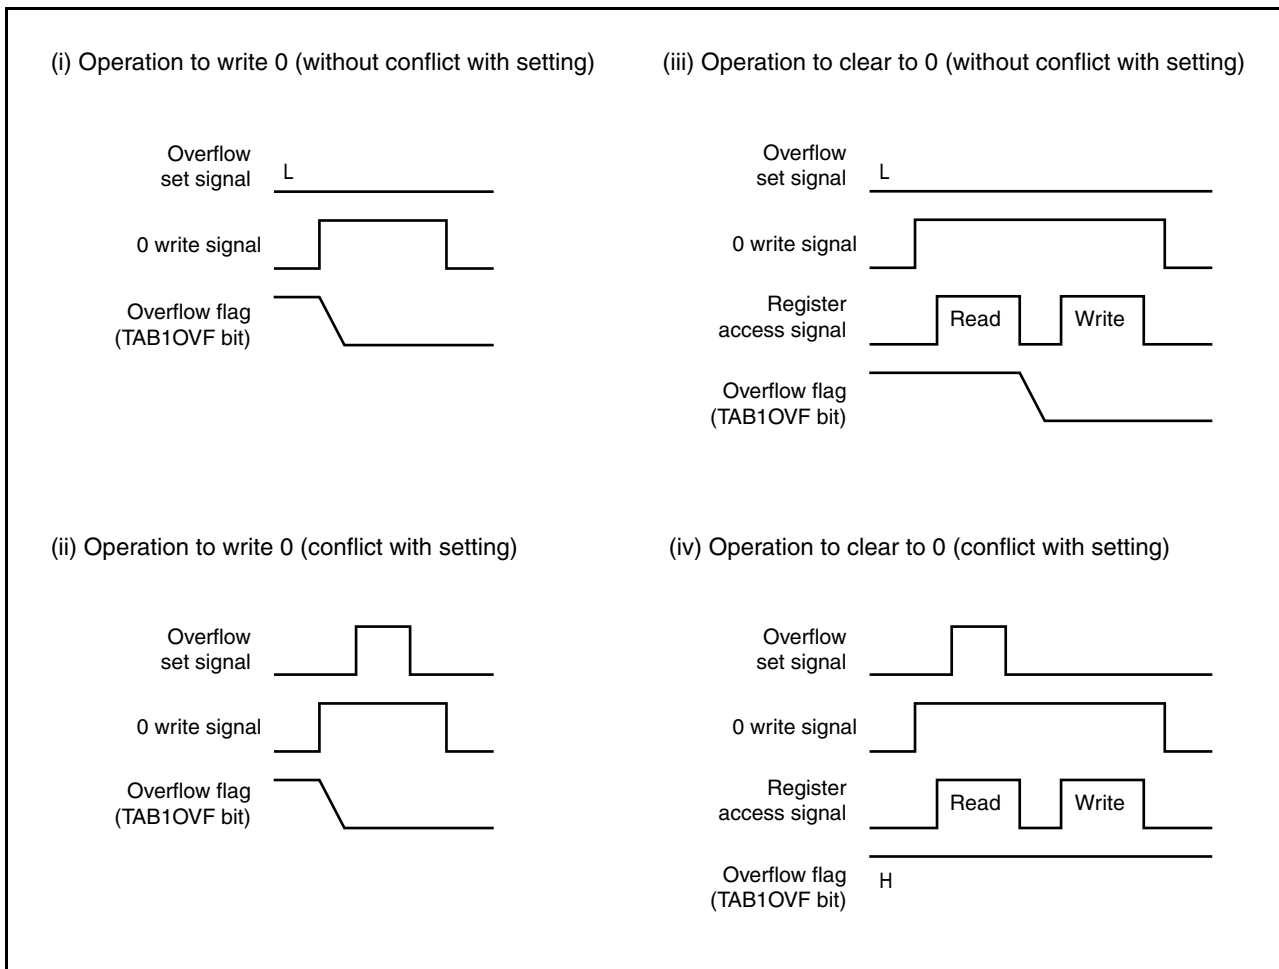 (i) Operation to write 0 (without conflict with setting)
Overflow
set signal
L
0 write signal
Overflow flag
(TAB1OVF bit)
(iii) Operation to clear to 0 (without conflict with setting)
Overflow
set signal
L
0 write signal
Register
access signal
Read
Write
Overflow flag
(TAB1OVF bit)
(ii) Operation to write 0 (conflict with setting)
Overflow
set signal
0 write signal
Overflow flag
(TAB1OVF bit)
(iv) Operation to clear to 0 (conflict with setting)
Overflow
set signal
0 write signal
Register
access signal
Read
Write
Overflow flag
(TAB1OVF bit)
H